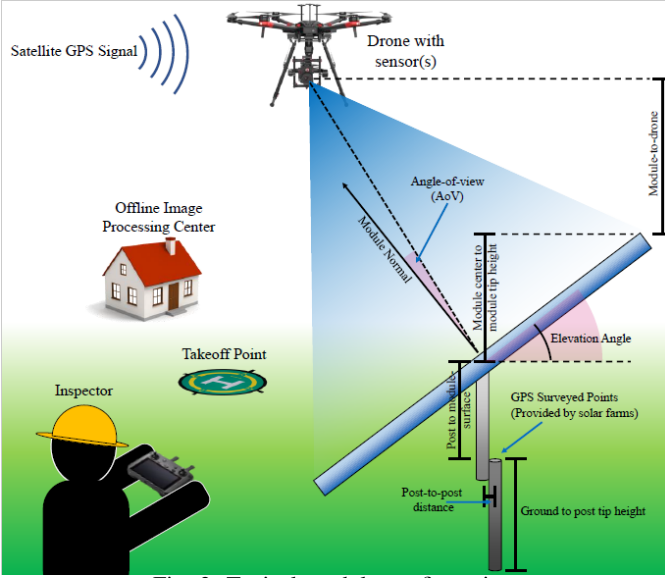 Satellite GPS Signal
Drone with
sensor(s)
Module-to-drone
Angle-of-view
(AoV)
Module Normal
Offline Image
Processing Center
Module center to
module tip height
Elevation Angle
Takeoff Point
Inspector
Post to module
surface
GPS Surveyed Points
(Provided by solar farms)
Post-to-post
distance
Ground to post tip height
H